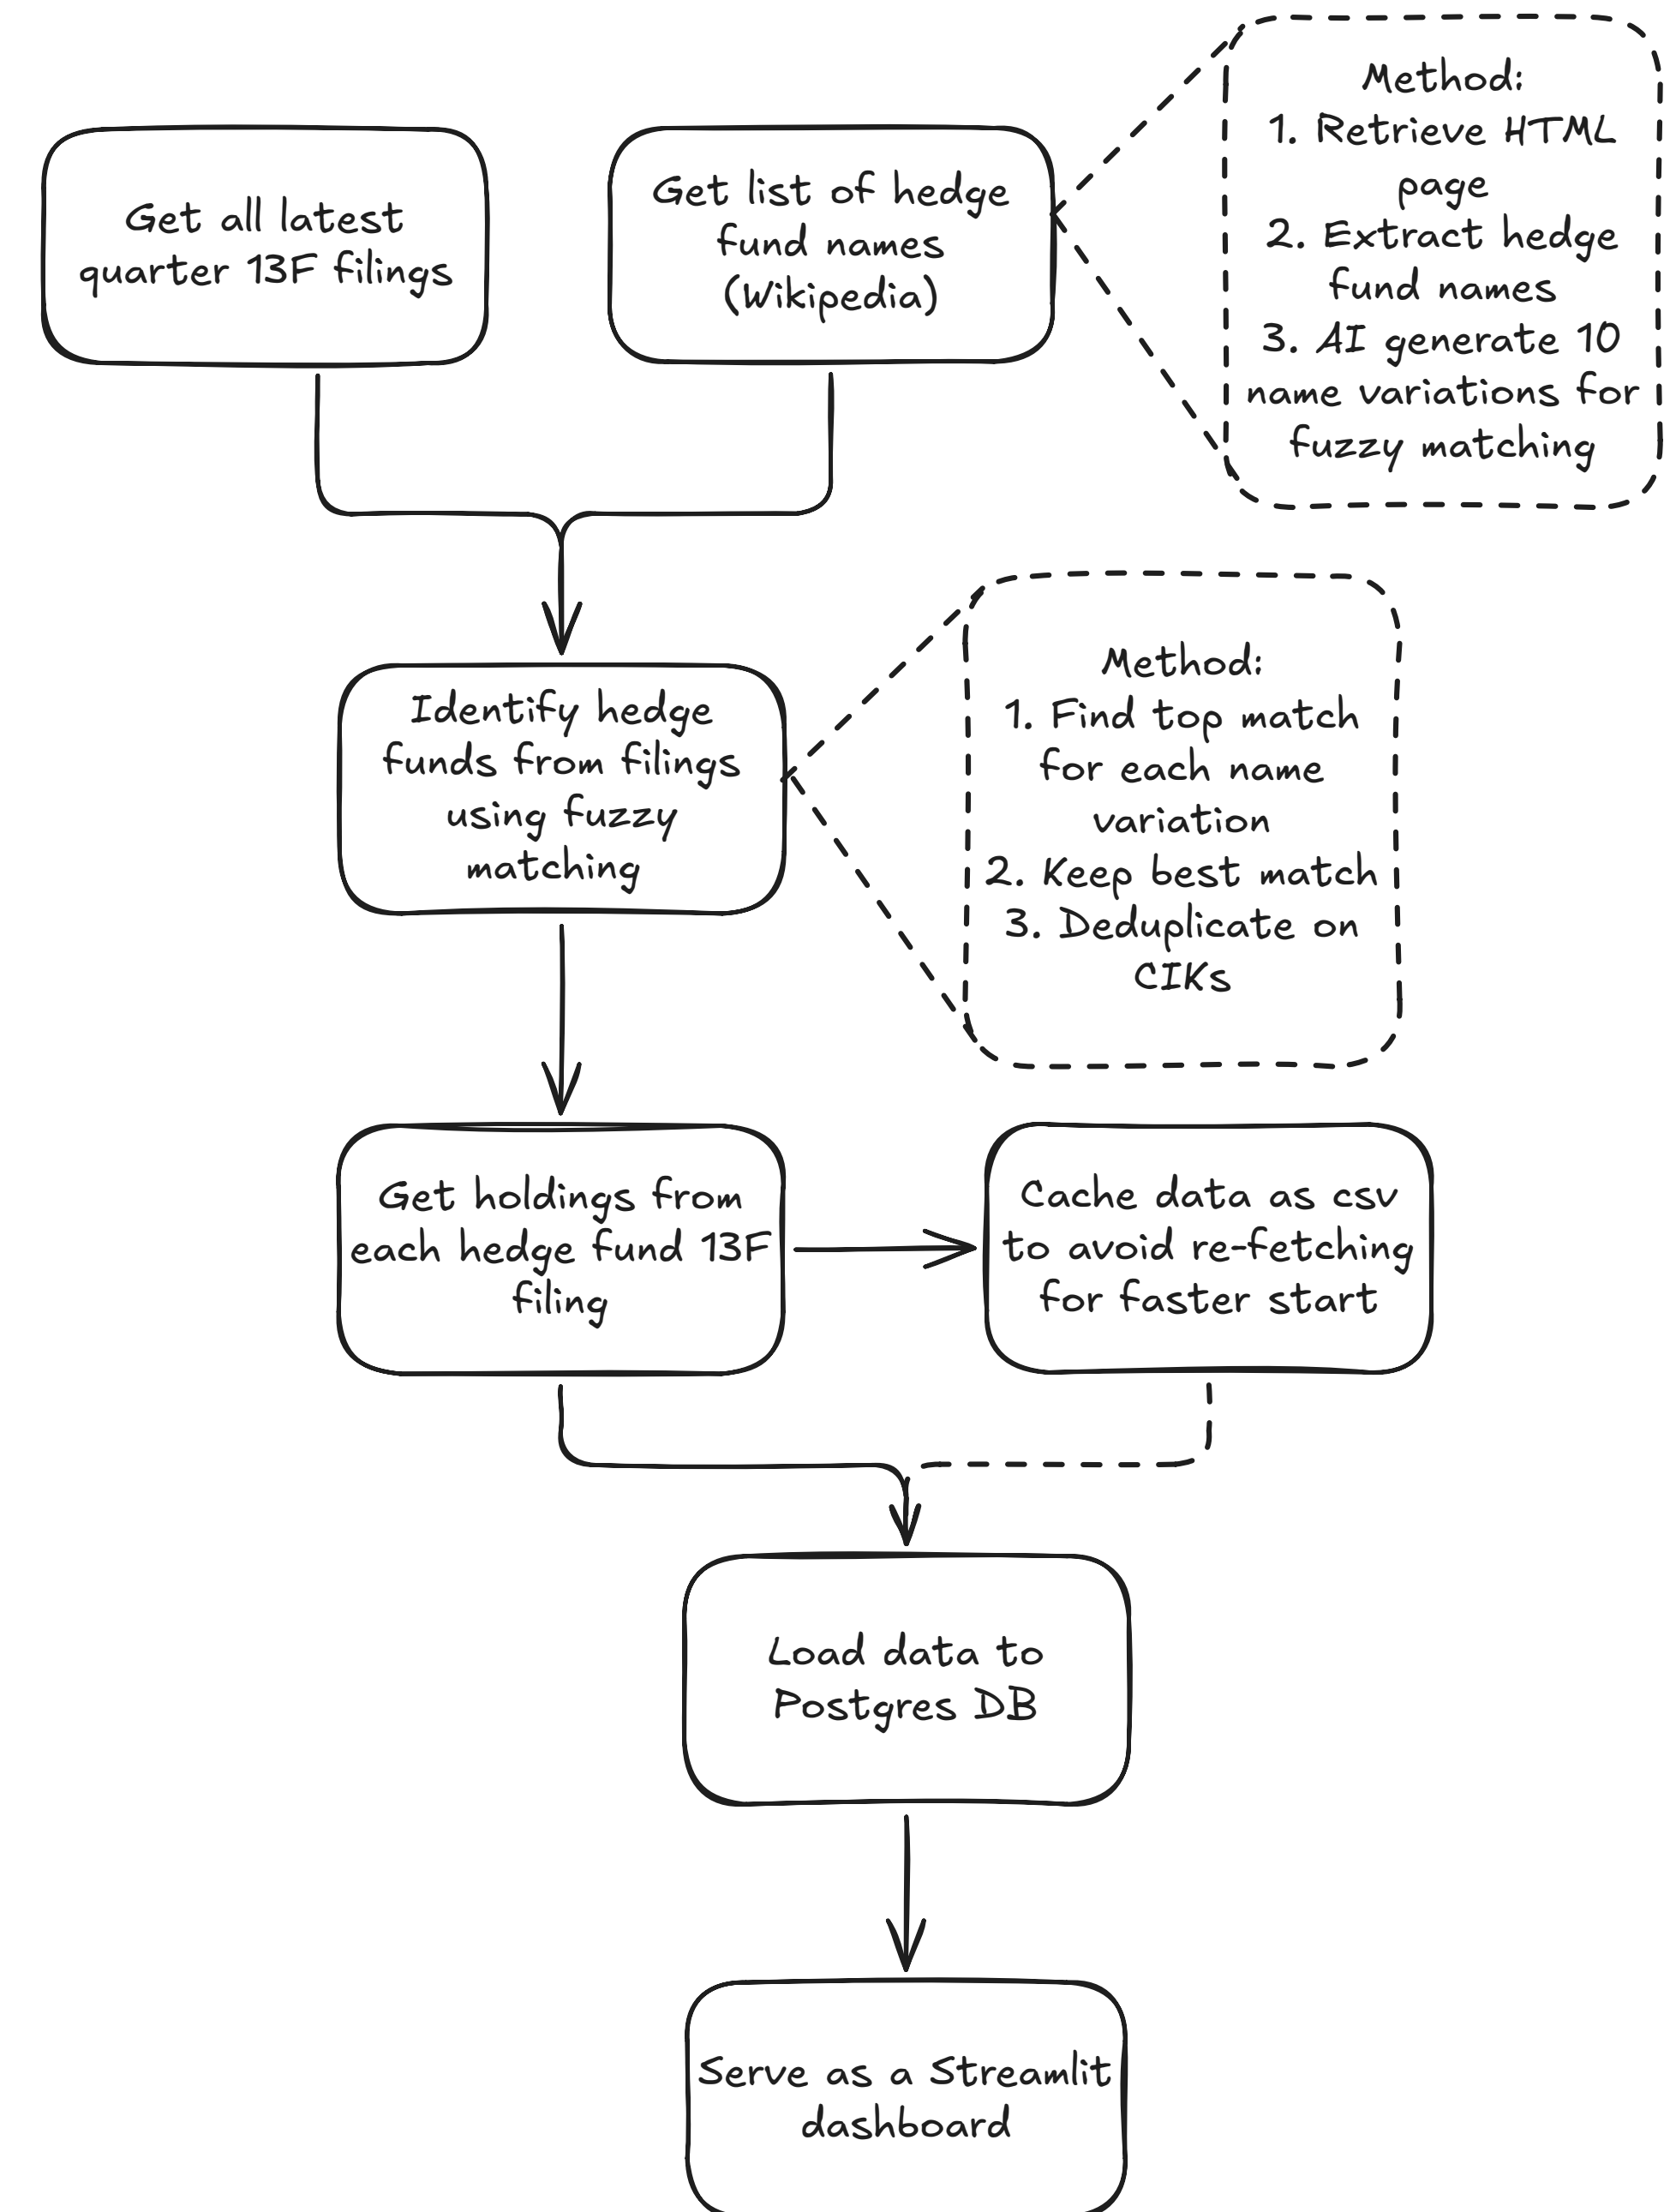 Get all latest
quarter 13F filings
Get list of hedge
fund names
(Wikipedia)
Method:
1. Retrieve HTML
page
2. Extract hedge
fund names
3. AI generate 10
name variations for
fuzzy matching
Identify hedge
funds from filings
using fuzzy
matching
Method:
1. Find top match
for each name
variation
2. Keep best match
3. Deduplicate on
CIKs
Get holdings from
each hedge fund 13F
filing
Cache data as csv
to avoid re-fetching
for faster start
Load data to
Postgres DB
Serve as a Streamlit
dashboard